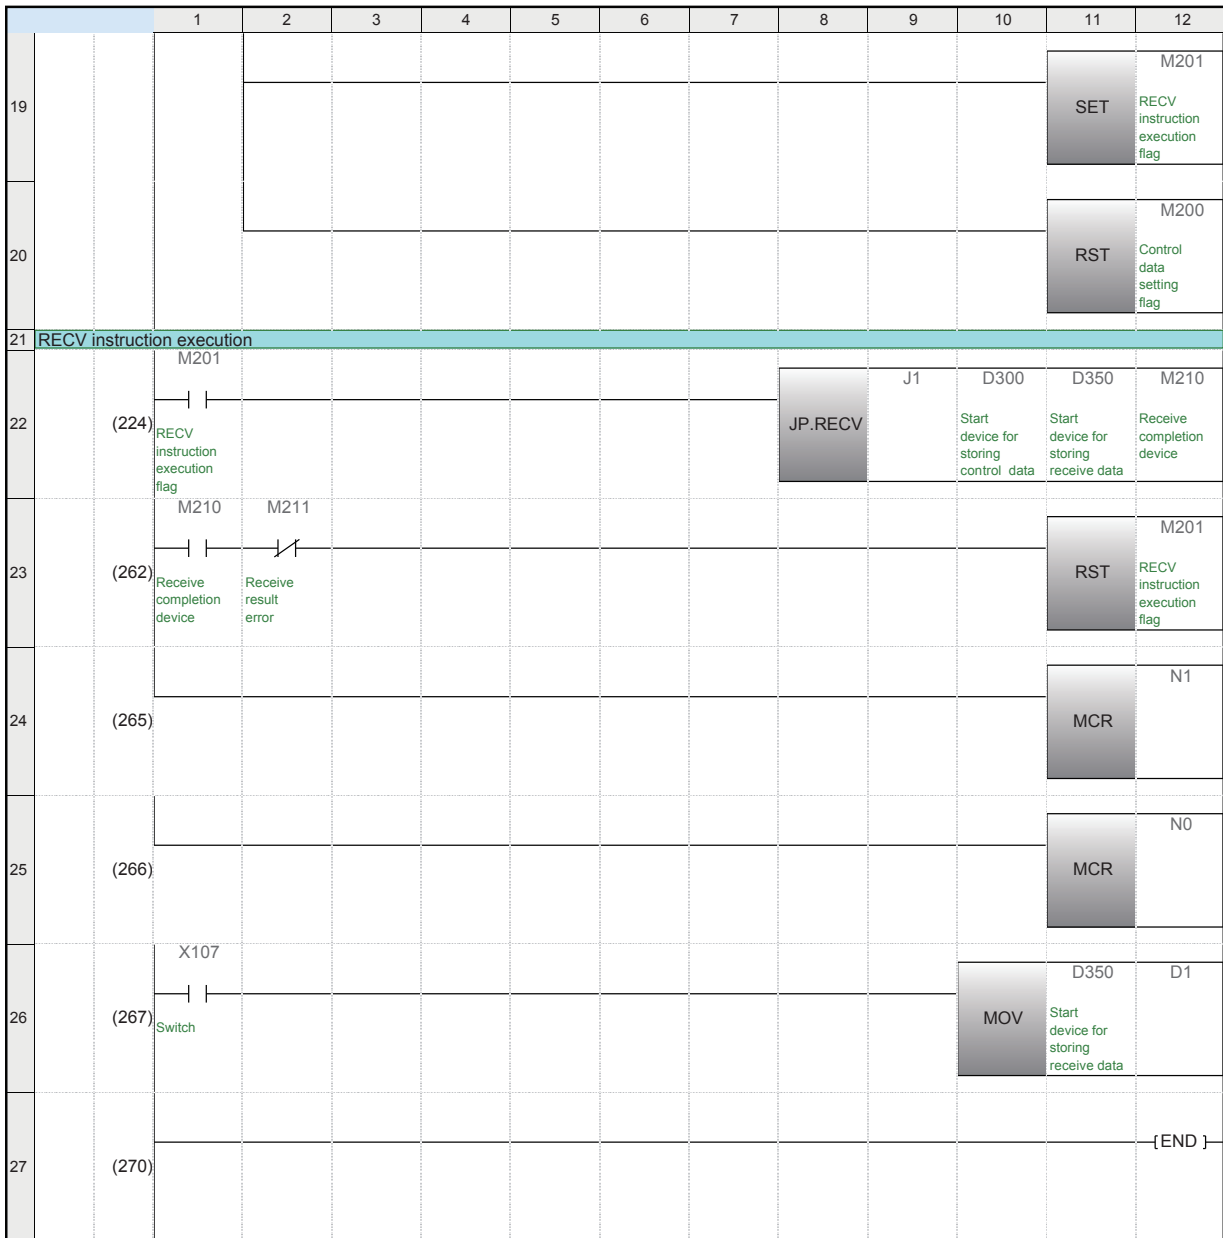 1 2 3 4 5 6 7 8 9 10 11 12
M201
19
SET
RECV
instruction
execution
flag
M200
20
RST
Control
data
setting
flag
21 RECV instruction execution
M201
J1 D300 D350 M210
22 (224)
RECV
instruction
execution
flag
JP.RECV
Start
device for
storing
control data
Start
device for
storing
receive data
Receive
completion
device
M210 M211
M201
23 (262)
Receive
completion
device
Receive
result
error
RST
RECV
instruction
execution
flag
N1
24 (265)
MCR
N0
25 (266)
MCR
X107
D350 D1
26 (267)
Switch
MOV
Start
device for
storing
receive data
END
27 (270)